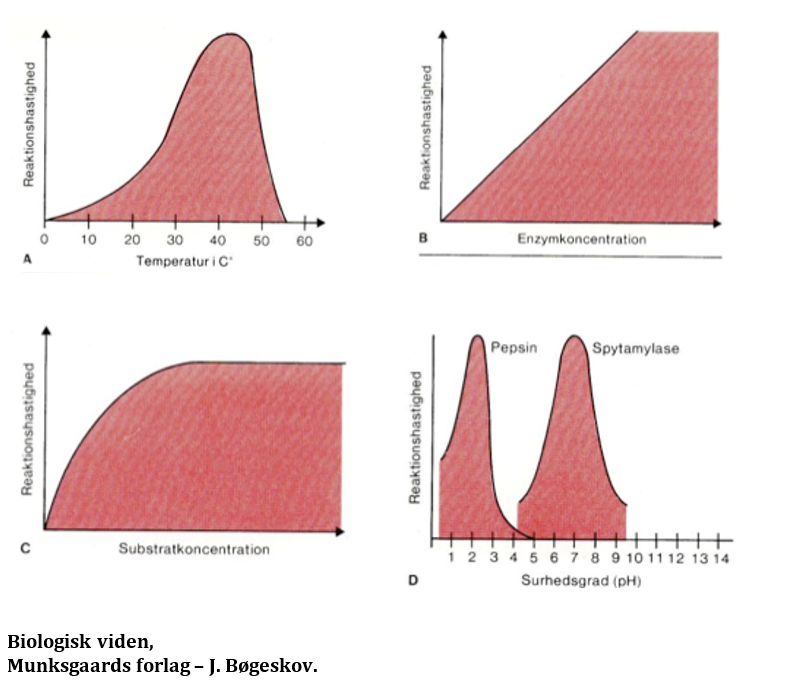 Reaktionshastighed
0 10 20 30 40 50 60
A Temperatur i C°
Reaktionshastighed
B Enzymkoncentration
Reaktionshastighed
C Substratkoncentration
Pepsin Spytamylase
Reaktionshastighed
1 2 3 4 5 6 7 8 9 10 11 12 13 14
D Surhedsgrad (pH)
Biologisk viden,
Munksgaards forlag – J. Bøgeskov.